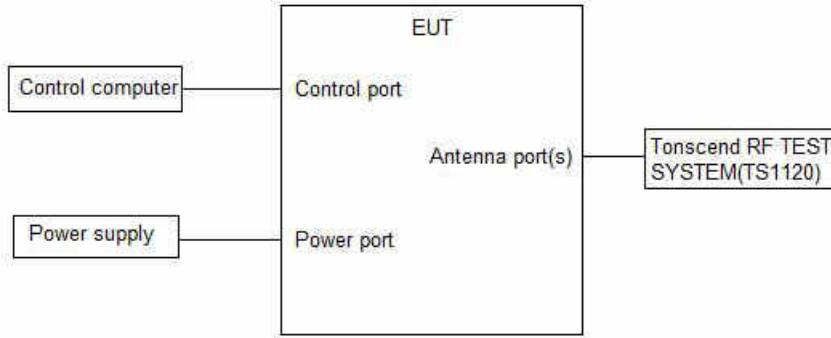 EUT
Control computer
Control port
Antenna port(s)
Tonscend RF TEST
SYSTEM(TS1120)
Power supply
Power port